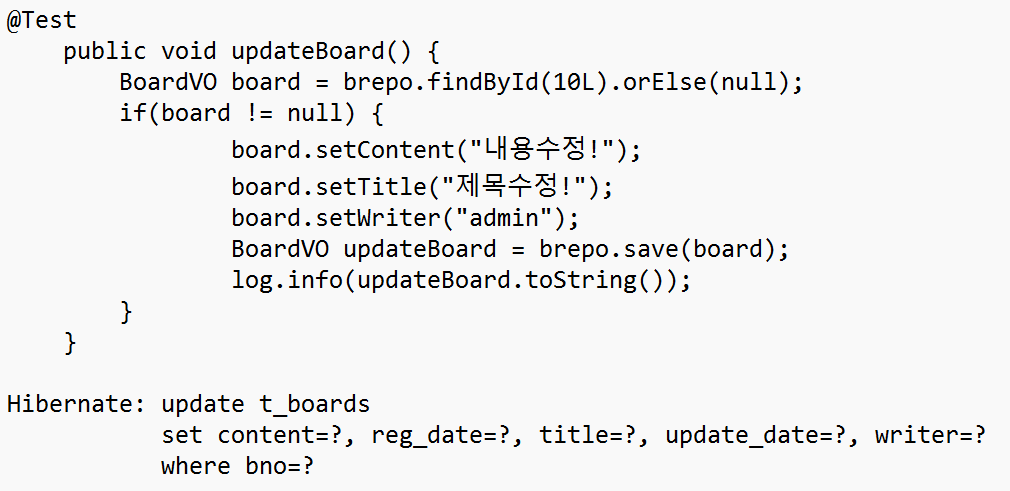 @Test
    public void updateBoard() {
        BoardVO board = brepo.findById(10L).orElse(null);
        if(board != null) {
                board.setContent("내용수정!");
                board.setTitle("제목수정!");
                board.setWriter("admin");
                BoardVO updateBoard = brepo.save(board);
                log.info(updateBoard.toString());
        }
    }

Hibernate: update t_boards
           set content=?, reg_date=?, title=?, update_date=?, writer=?
           where bno=?